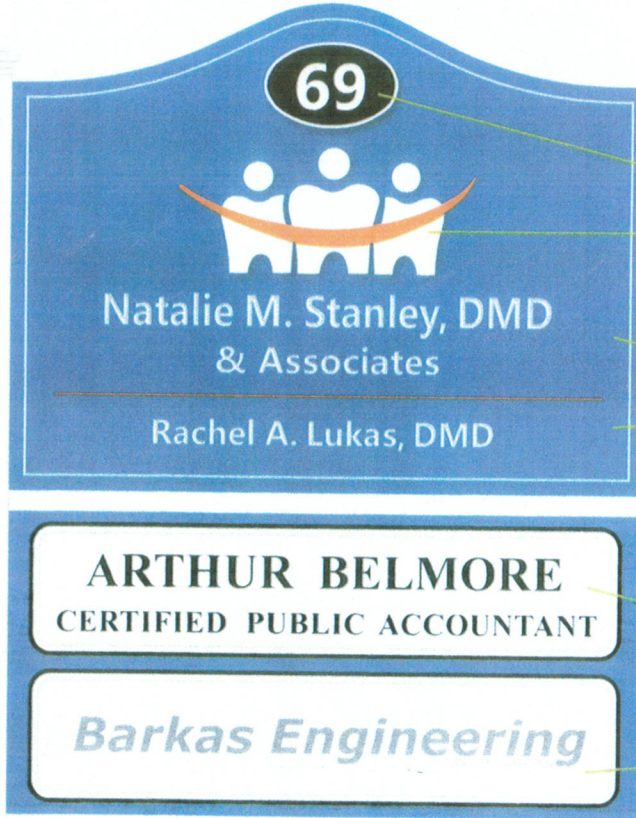 69
Natalie M. Stanley, DMD
& Associates
Rachel A. Lukas, DMD
ARTHUR BELMORE
CERTIFIED PUBLIC ACCOUNTANT
Barkas Engineering